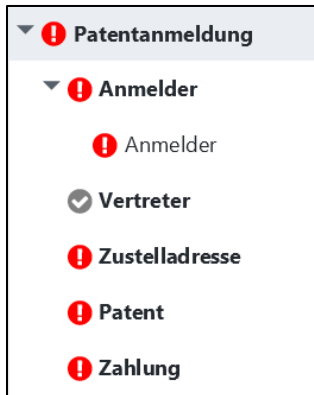 Patentanmeldung
Anmelder
Anmelder
Vertreter
Zustelladresse
Patent
Zahlung